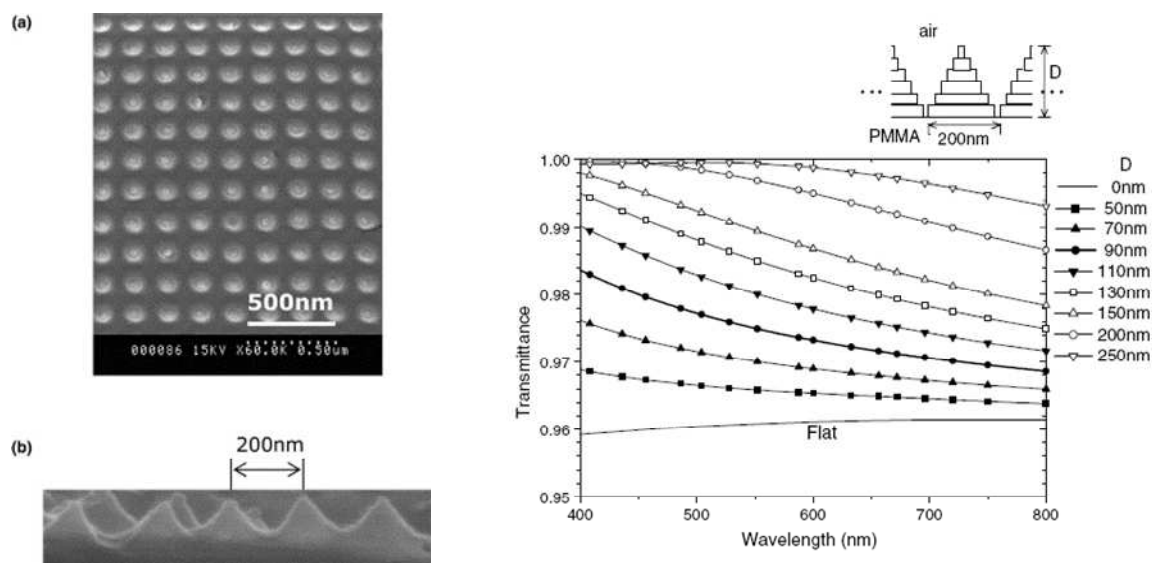 (a)
500nm
000086 15KV X60.0K 0.50um
(b)
200nm
air
D
PMMA
200nm
Transmittance
1.00
0.99
0.98
0.97
0.96
0.95
Flat
400
500
600
700
800
Wavelength (nm)
D
0nm
50nm
70nm
90nm
110nm
130nm
150nm
200nm
250nm